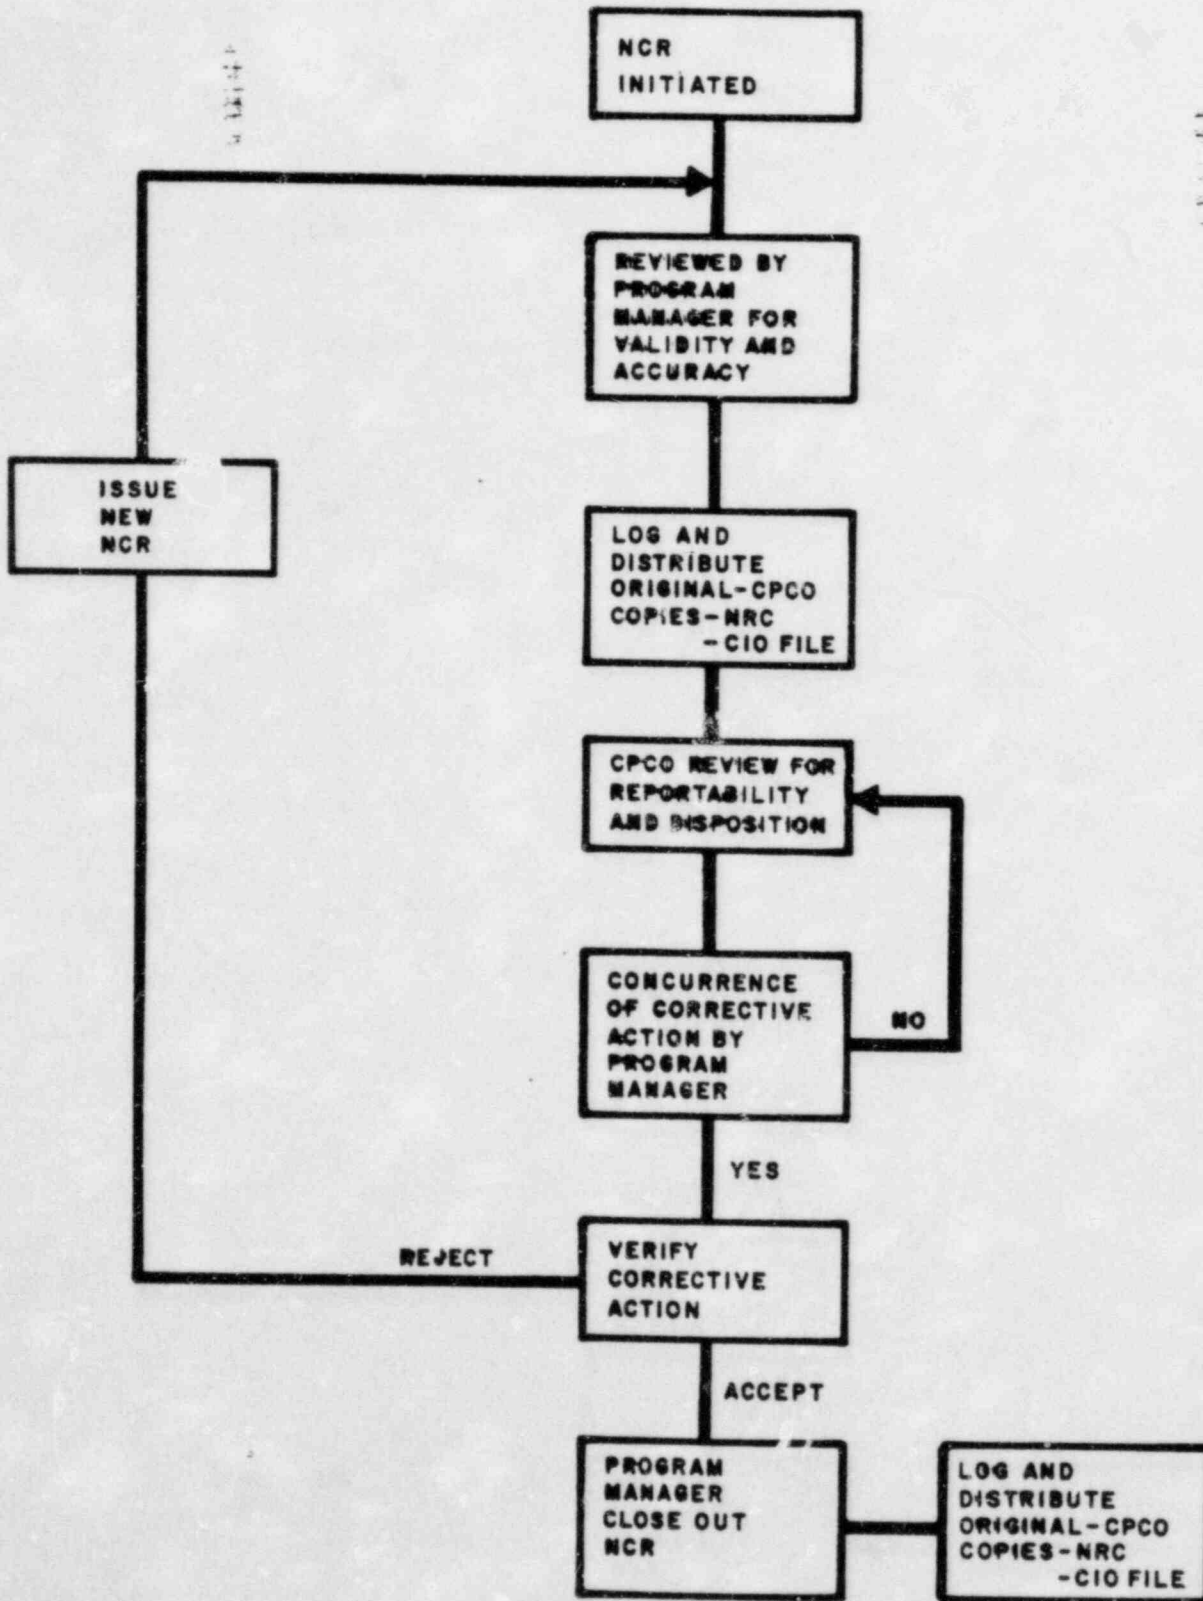 NCR
INITIATED
REVIEWED BY
PROGRAM
MANAGER FOR
VALIDITY AND
ACCURACY
ISSUE
NEW
NCR
LOG AND
DISTRIBUTE
ORIGINAL-CPCO
COPIES-NRC
-CIO FILE
CPCO REVIEW FOR
REPORTABILITY
AND DISPOSITION
CONCURRENCE
OF CORRECTIVE
ACTION BY
PROGRAM
MANAGER
NO
YES
REJECT
VERIFY
CORRECTIVE
ACTION
ACCEPT
PROGRAM
MANAGER
CLOSE OUT
NCR
LOG AND
DISTRIBUTE
ORIGINAL-CPCO
COPIES-NRC
-CIO FILE